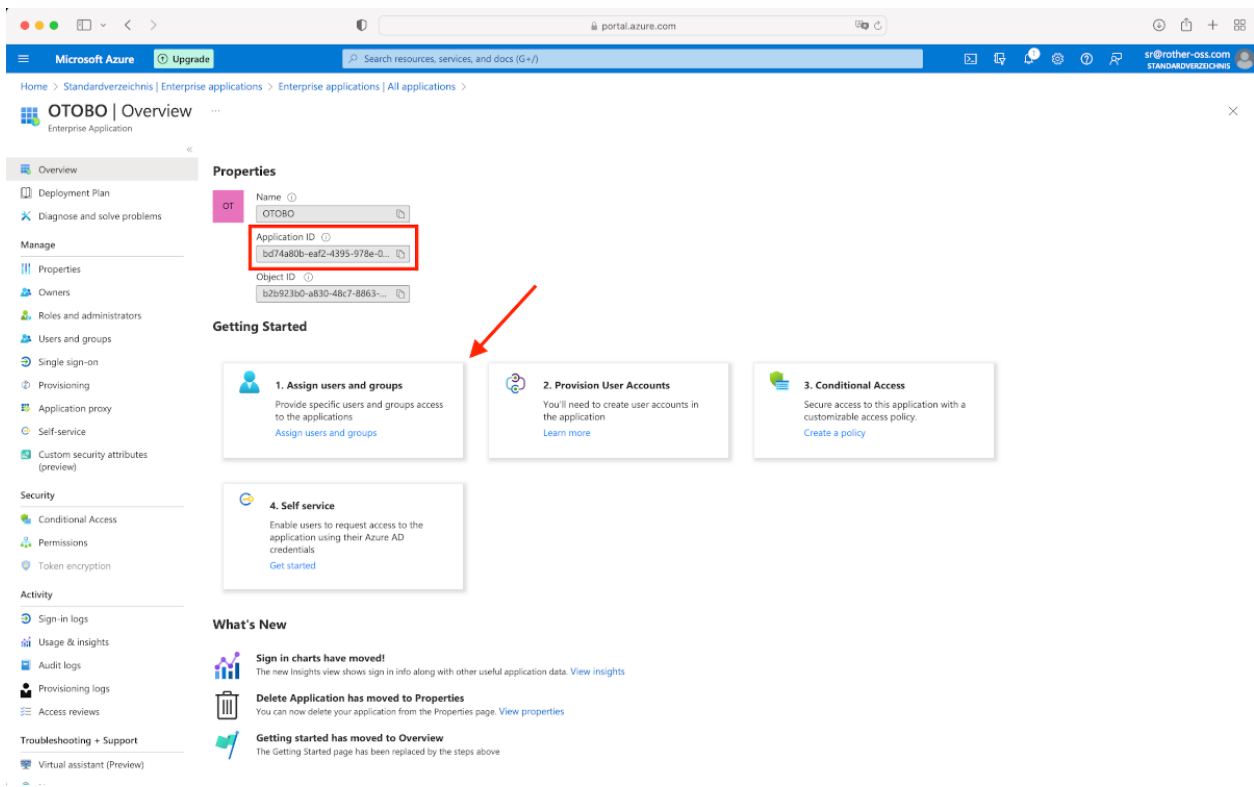 portal.azure.com
Microsoft Azure
Upgrade
Search resources, services, and docs (G+/)
1
sr@rother-oss.com
STANDARDVERZEICHNIS
Home > Standardverzeichnis | Enterprise applications > Enterprise applications | All applications >
OTOBO | Overview ...
Enterprise Application
«
Overview
Deployment Plan
Diagnose and solve problems
Manage
Properties
Owners
Roles and administrators
Users and groups
Single sign-on
Provisioning
Application proxy
Self-service
Custom security attributes
(preview)
Security
Conditional Access
Permissions
Token encryption
Activity
Sign-in logs
Usage & insights
Audit logs
Provisioning logs
Access reviews
Troubleshooting + Support
Virtual assistant (Preview)
Properties
OT
Name
OTOBO
Application ID
bd74a80b-eaf2-4395-978e-0...
Object ID
b2b923b0-a830-48c7-8863-...
Getting Started
1. Assign users and groups
Provide specific users and groups access
to the applications
Assign users and groups
2. Provision User Accounts
You'll need to create user accounts in
the application
Learn more
3. Conditional Access
Secure access to this application with a
customizable access policy.
Create a policy
4. Self service
Enable users to request access to the
application using their Azure AD
credentials
Get started
What's New
Sign in charts have moved!
The new Insights view shows sign in info along with other useful application data. View insights
Delete Application has moved to Properties
You can now delete your application from the Properties page. View properties
Getting started has moved to Overview
The Getting Started page has been replaced by the steps above